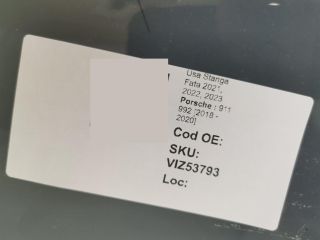 Usa Stanga
Fata 2021,
2022, 2023
Porsche : 911
992 [2018 -
2020]
Cod OE:
SKU:
VIZ53793
Loc: